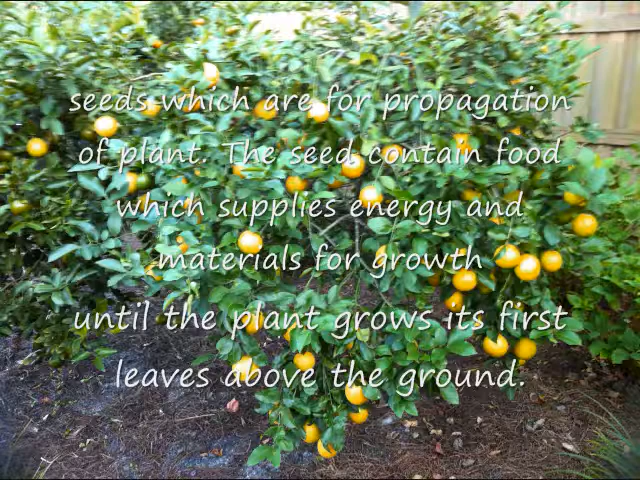 seeds which are for propagation
of plant. The seed contain food
which supplies energy and
materials for growth
until the plant grows its first
leaves above the ground.